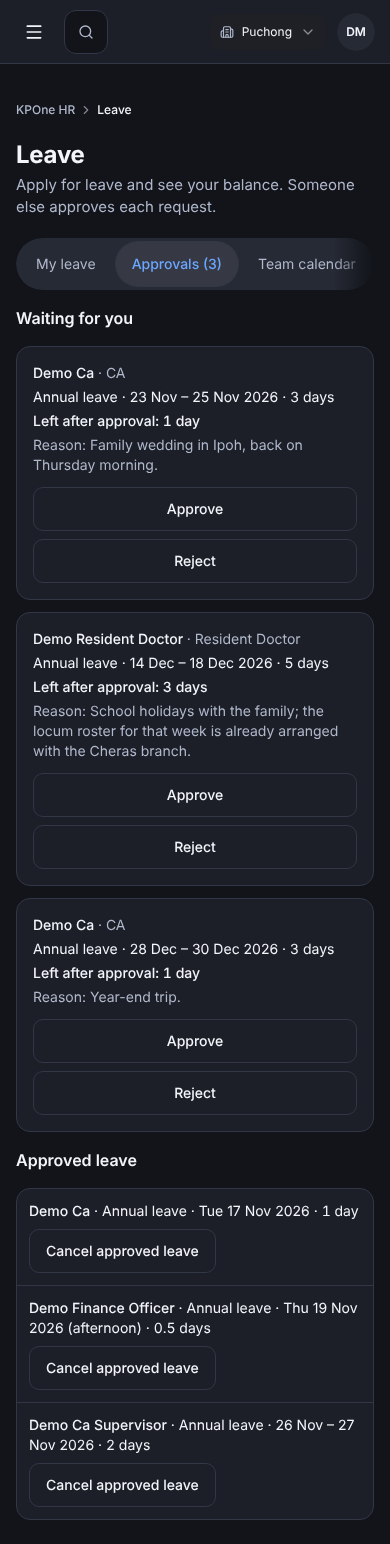 Puchong
DM
KPOne HR > Leave
Leave
Apply for leave and see your balance. Someone
else approves each request.
My leave
Approvals (3)
Team calendar
Waiting for you
Demo Ca · CA
Annual leave · 23 Nov – 25 Nov 2026 · 3 days
Left after approval: 1 day
Reason: Family wedding in Ipoh, back on
Thursday morning.
Approve
Reject
Demo Resident Doctor · Resident Doctor
Annual leave · 14 Dec – 18 Dec 2026 · 5 days
Left after approval: 3 days
Reason: School holidays with the family; the
locum roster for that week is already arranged
with the Cheras branch.
Approve
Reject
Demo Ca · CA
Annual leave · 28 Dec – 30 Dec 2026 · 3 days
Left after approval: 1 day
Reason: Year-end trip.
Approve
Reject
Approved leave
Demo Ca · Annual leave · Tue 17 Nov 2026 · 1 day
Cancel approved leave
Demo Finance Officer · Annual leave · Thu 19 Nov
2026 (afternoon) · 0.5 days
Cancel approved leave
Demo Ca Supervisor · Annual leave · 26 Nov – 27
Nov 2026 · 2 days
Cancel approved leave